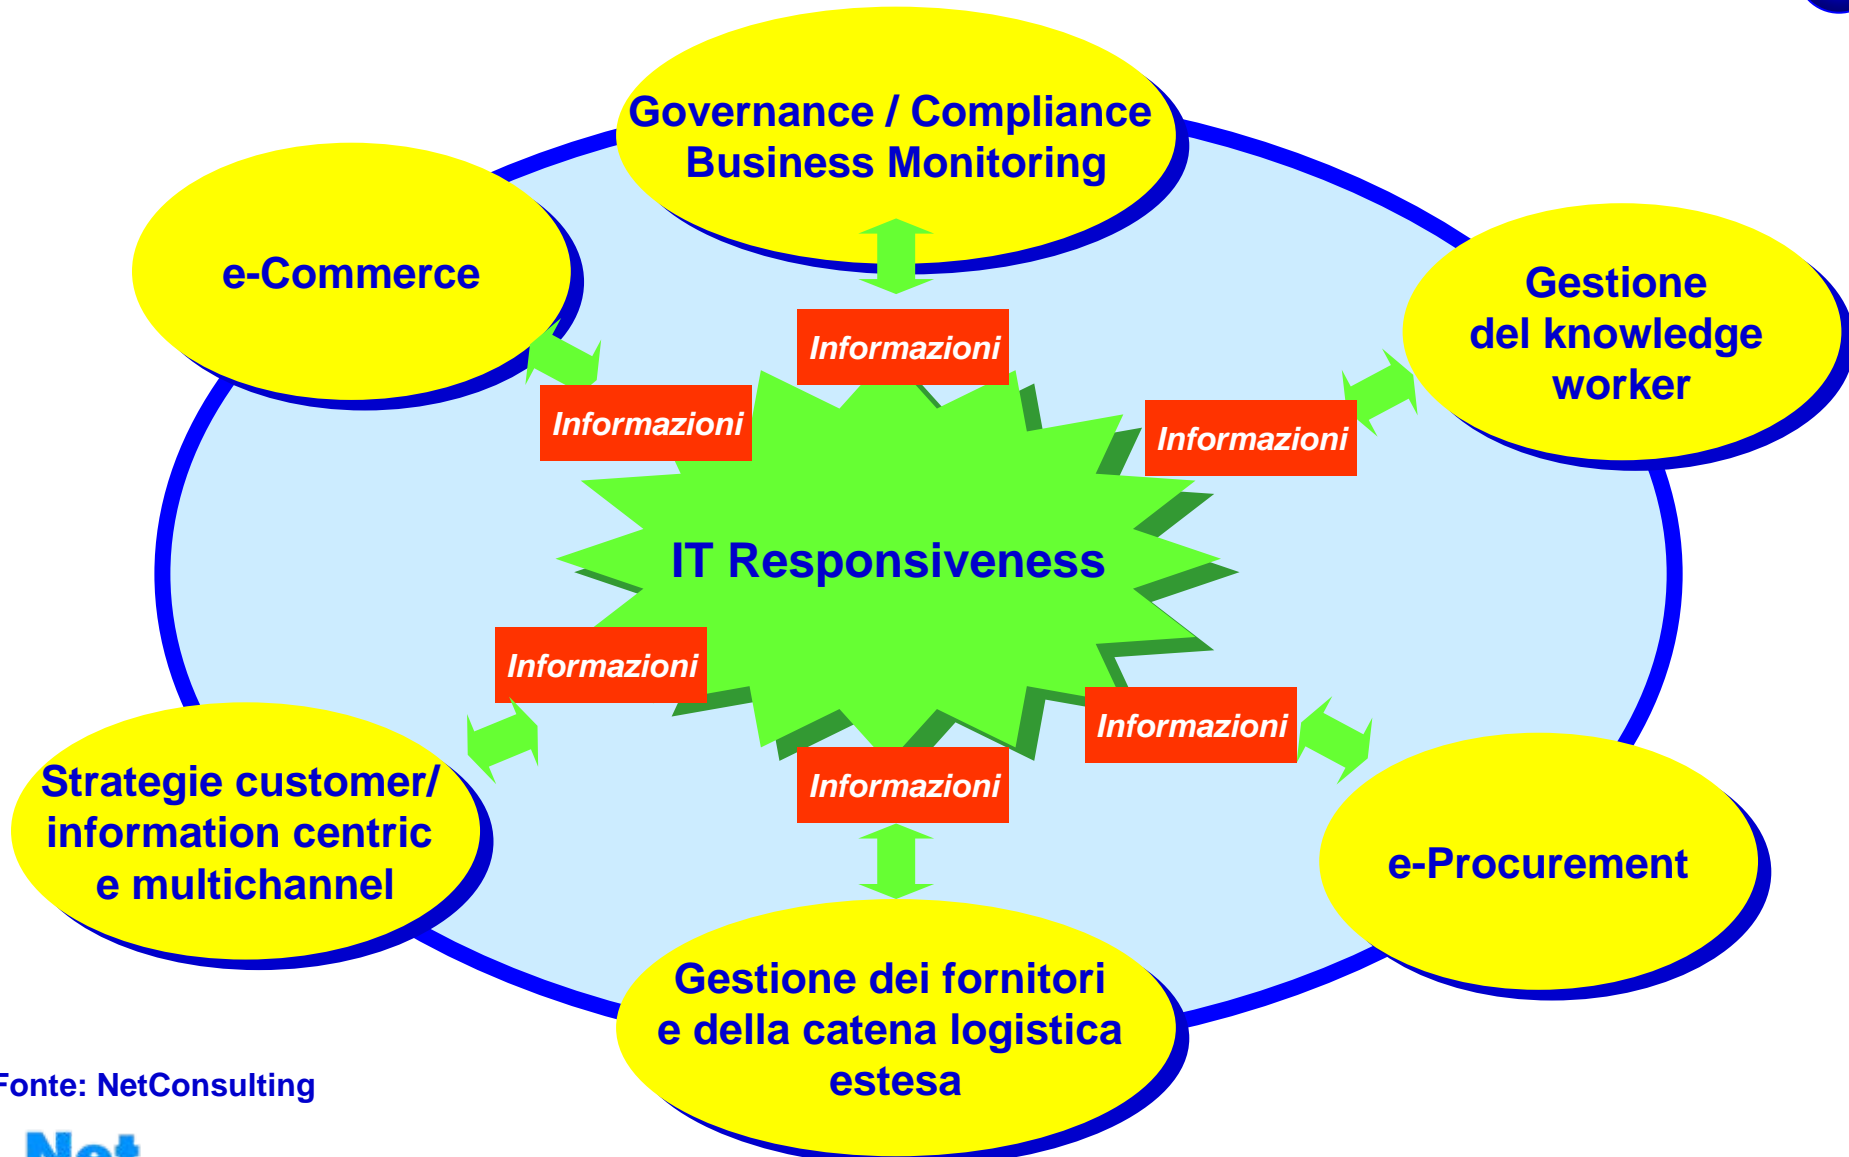 Governance / Compliance
Business Monitoring
e-Commerce
Gestione
del knowledge
worker
Informazioni
Informazioni
Informazioni
IT Responsiveness
Informazioni
Informazioni
Informazioni
Strategie customer/
information centric
e multichannel
e-Procurement
Gestione dei fornitori
e della catena logistica
estesa
Fonte: NetConsulting
Net